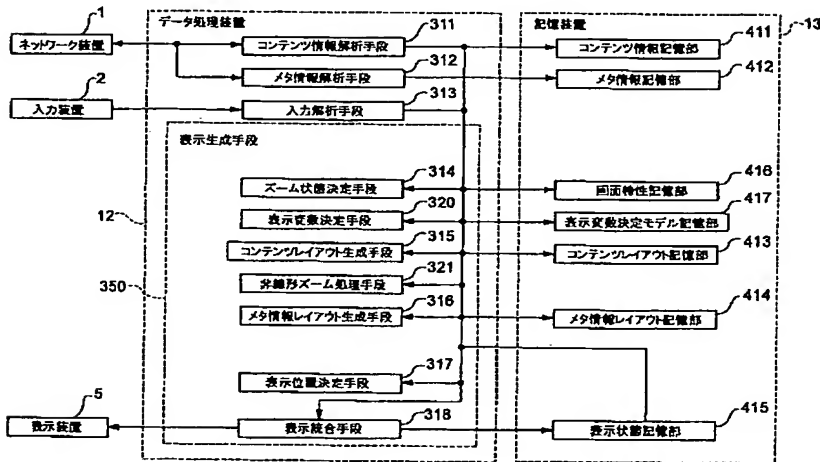 データ処理装置
記憶装置
13
1
ネットワーク装置
311
コンテンツ情報解析手段
411
コンテンツ情報記憶部
312
メタ情報解析手段
412
メタ情報記憶部
2
入力装置
313
入力解析手段
表示生成手段
314
ズーム状態決定手段
416
画面特性記憶部
12
320
表示変数決定手段
417
表示変数決定モデル記憶部
315
コンテンツレイアウト生成手段
413
コンテンツレイアウト記憶部
350
321
非線形ズーム処理手段
316
メタ情報レイアウト生成手段
414
メタ情報レイアウト記憶部
317
表示位置決定手段
5
表示装置
318
表示統合手段
415
表示状態記憶部